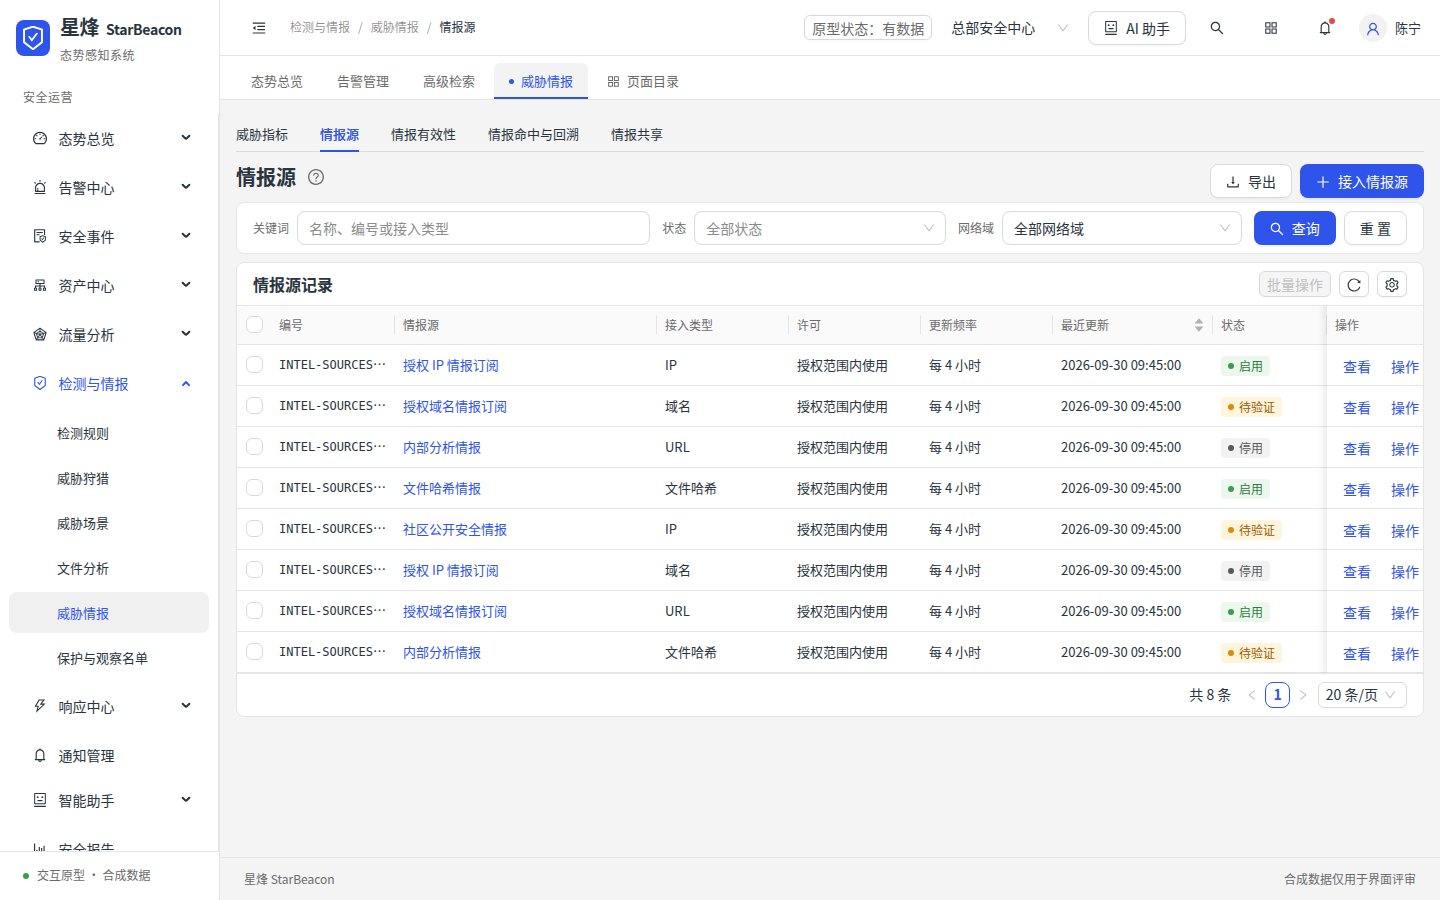 星烽 StarBeacon
态势感知系统
安全运营
态势总览
告警中心
安全事件
资产中心
流量分析
检测与情报
检测规则
威胁狩猎
威胁场景
文件分析
威胁情报
保护与观察名单
响应中心
通知管理
智能助手
安全报告
交互原型 · 合成数据
检测与情报 / 威胁情报 / 情报源
原型状态：有数据
总部安全中心
AI 助手
陈宁
态势总览 告警管理 高级检索 威胁情报 页面目录
威胁指标 情报源 情报有效性 情报命中与回溯 情报共享
情报源
导出 接入情报源
关键词 名称、编号或接入类型 状态 全部状态 网络域 全部网络域 查询 重 置
情报源记录
批量操作
编号 情报源 接入类型 许可 更新频率 最近更新 状态 操作
INTEL-SOURCES··· 授权 IP 情报订阅 IP 授权范围内使用 每 4 小时 2026-09-30 09:45:00 启用 查看 操作
INTEL-SOURCES··· 授权域名情报订阅 域名 授权范围内使用 每 4 小时 2026-09-30 09:45:00 待验证 查看 操作
INTEL-SOURCES··· 内部分析情报 URL 授权范围内使用 每 4 小时 2026-09-30 09:45:00 停用 查看 操作
INTEL-SOURCES··· 文件哈希情报 文件哈希 授权范围内使用 每 4 小时 2026-09-30 09:45:00 启用 查看 操作
INTEL-SOURCES··· 社区公开安全情报 IP 授权范围内使用 每 4 小时 2026-09-30 09:45:00 待验证 查看 操作
INTEL-SOURCES··· 授权 IP 情报订阅 域名 授权范围内使用 每 4 小时 2026-09-30 09:45:00 停用 查看 操作
INTEL-SOURCES··· 授权域名情报订阅 URL 授权范围内使用 每 4 小时 2026-09-30 09:45:00 启用 查看 操作
INTEL-SOURCES··· 内部分析情报 文件哈希 授权范围内使用 每 4 小时 2026-09-30 09:45:00 待验证 查看 操作
共 8 条 < 1 > 20 条/页
星烽 StarBeacon
合成数据仅用于界面评审